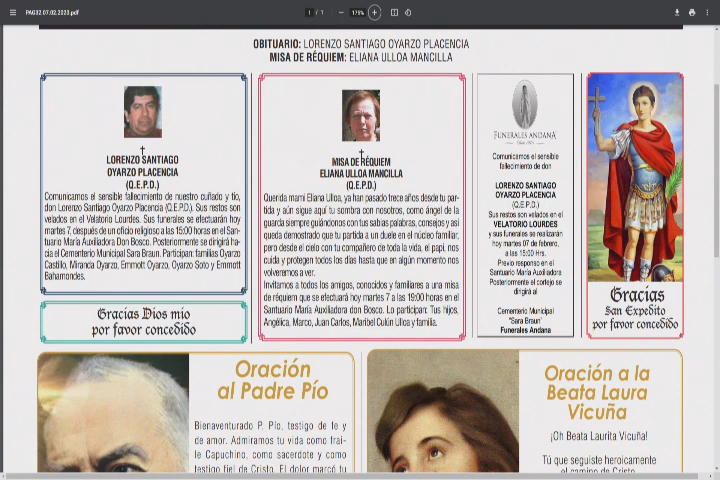 PAG32.07.02.2023.pdf
1 / 1
179%
OBITUARIO: LORENZO SANTIAGO OYARZO PLACENCIA
MISA DE RÉQUIEM: ELIANA ULLOA MANCILLA
LORENZO SANTIAGO
OYARZO PLACENCIA
(Q.E.P.D.)
Comunicamos el sensible fallecimiento de nuestro cuñado y tío,
don Lorenzo Santiago Oyarzo Placencia (Q.E.P.D.). Sus restos son
velados en el Velatorio Lourdes. Sus funerales se efectuarán hoy
martes 7, después de un oficio religioso a las 15:00 horas en el San-
tuario María Auxiliadora Don Bosco. Posteriormente se dirigirá ha-
cia el Cementerio Municipal Sara Braun. Participan: familias Oyarzo
Castillo, Miranda Oyarzo, Emmott Oyarzo, Oyarzo Soto y Emmott
Bahamondes.
Gracias Dios mío
por favor concedido
MISA DE RÉQUIEM
ELIANA ULLOA MANCILLA
(Q.E.P.D.)
Querida mami Eliana Ulloa, ya han pasado trece años desde tu par-
tida y aún sigue aquí tu sombra con nosotros, como ángel de la
guarda siempre guiándonos con tus sabias palabras, consejos y así
queda demostrado que tu partida a un duele en el núcleo familiar,
pero desde el cielo con tu compañero de toda la vida, el papi, nos
cuida y protegen todos los días hasta que en algún momento nos
volveremos a ver.
Invitamos a todos los amigos, conocidos y familiares a una misa
de réquiem que se efectuará hoy martes 7 a las 19:00 horas en el
Santuario María Auxiliadora don Bosco. Lo participan: Tus hijos,
Angélica, Marco, Juan Carlos, Maribel Cukún Ulloa y familia.
FUNERALES ANDANA
Comunicamos el sensible
fallecimiento de don
LORENZO SANTIAGO
OYARZO PLACENCIA
(Q.E.P.D.)
Sus restos son velados en el
VELATORIO LOURDES
y sus funerales se realizarán
hoy martes 07 de febrero,
a las 15:00 Hrs.
Previo responso en el
Santuario María Auxiliadora
Posteriormente el cortejo se
dirigirá al
Cementerio Municipal
"Sara Braun"
Funerales Andana
Gracias
San Expedito
por favor concedido
Oración
al Padre Pío
Bienaventurado P. Pío, testigo de fe y
de amor. Admiramos tu vida como frai-
le Capuchino, como sacerdote y como
testigo fiel de Cristo. El dolor marcó tu
Oración a la
Beata Laura
Vicuña
¡Oh Beata Laurita Vicuña!
Tú que seguiste heroicamente
el camino de Cristo